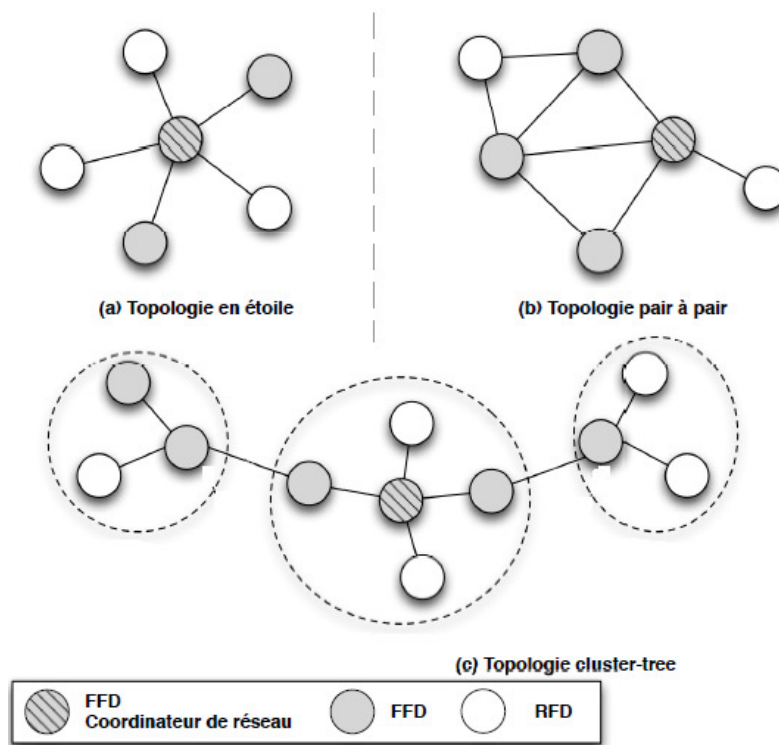 (a) Topologie en étoile
(b) Topologie pair à pair
(c) Topologie cluster-tree
FFD
Coordinateur de réseau
FFD
RFD